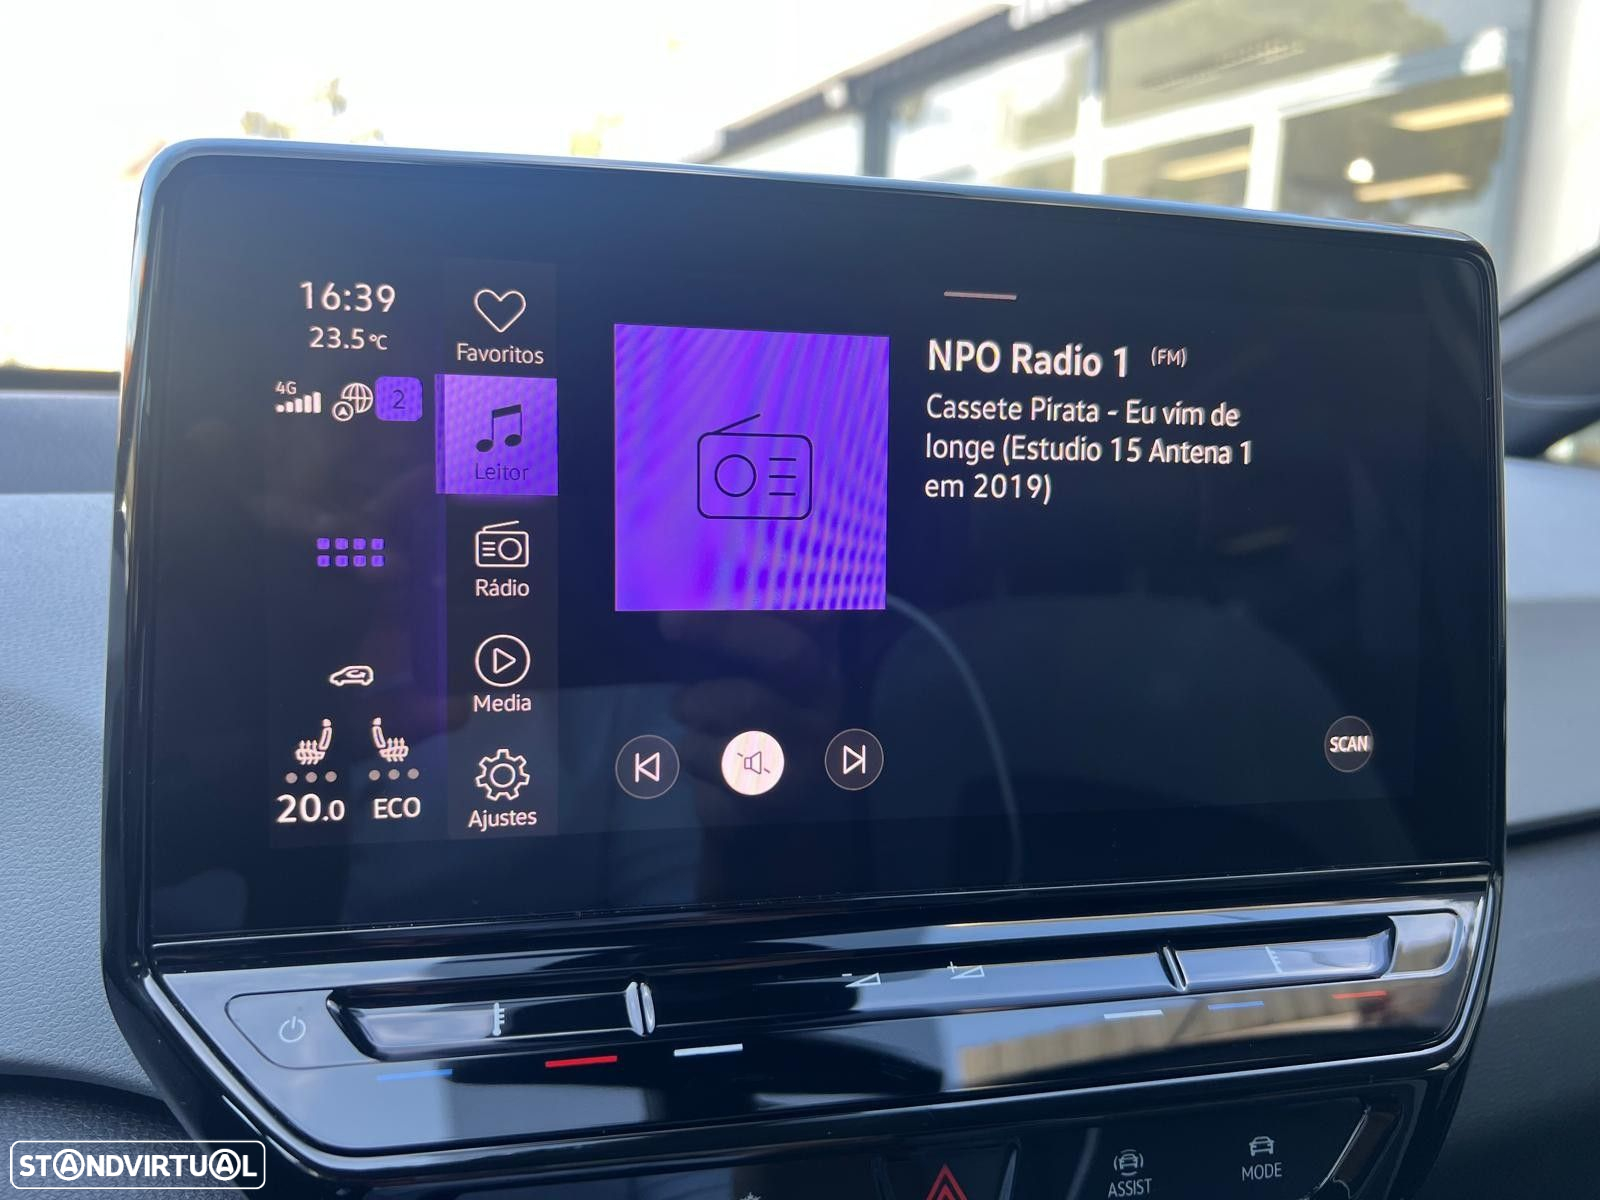 16:39
23.5°C
4G
2
Favoritos
Leitor
Rádio
Media
Ajustes
20.0
ECO
NPO Radio 1 (FM)
Cassete Pirata - Eu vim de
longe (Estudio 15 Antena 1
em 2019)
SCAN
ASSIST
MODE
STANDVIRTUAL